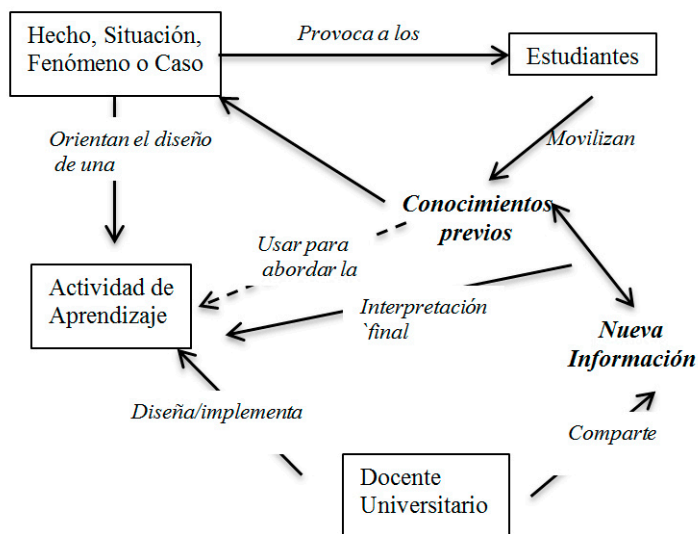 Hecho, Situación,
Fenómeno o Caso
Provoca a los
Estudiantes
Orientan el diseño
de una
Movilizan
Conocimientos
previos
Usar para
abordar la
Actividad de
Aprendizaje
Interpretación
`final
Nueva
Información
Diseña/implementa
Comparte
Docente
Universitario